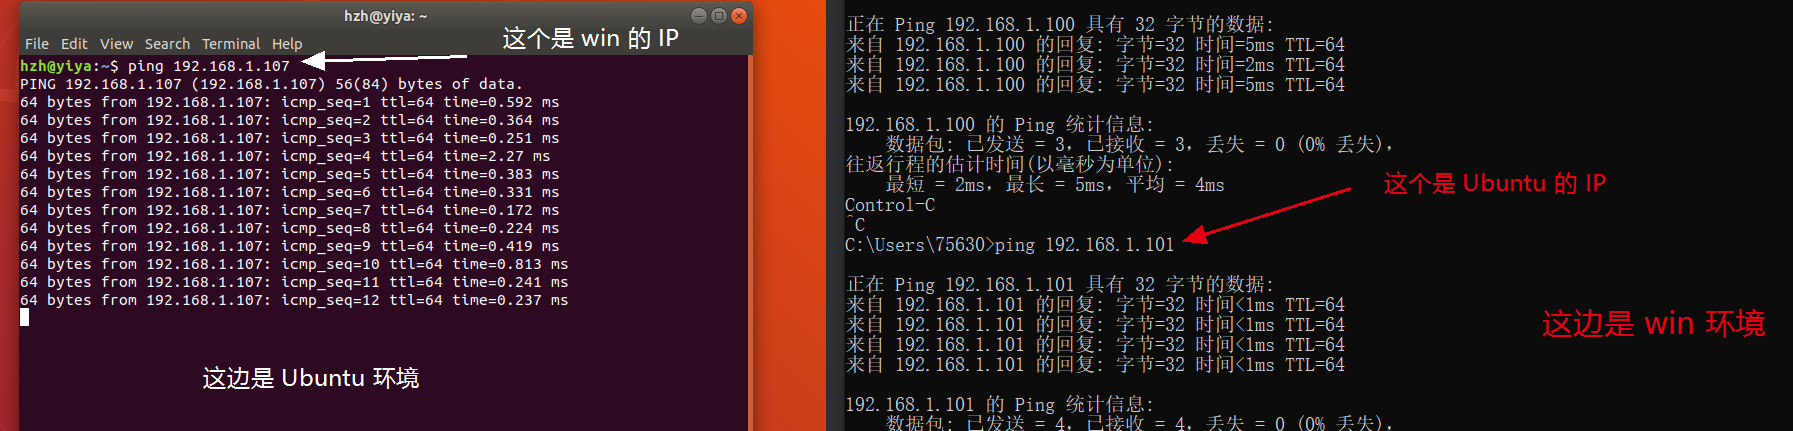 hzh@yiya: ~
File Edit View Search Terminal Help
这个是 win 的 IP
hzh@yiya:~$ ping 192.168.1.107
PING 192.168.1.107 (192.168.1.107) 56(84) bytes of data.
64 bytes from 192.168.1.107: icmp_seq=1 ttl=64 time=0.592 ms
64 bytes from 192.168.1.107: icmp_seq=2 ttl=64 time=0.364 ms
64 bytes from 192.168.1.107: icmp_seq=3 ttl=64 time=0.251 ms
64 bytes from 192.168.1.107: icmp_seq=4 ttl=64 time=2.27 ms
64 bytes from 192.168.1.107: icmp_seq=5 ttl=64 time=0.383 ms
64 bytes from 192.168.1.107: icmp_seq=6 ttl=64 time=0.331 ms
64 bytes from 192.168.1.107: icmp_seq=7 ttl=64 time=0.172 ms
64 bytes from 192.168.1.107: icmp_seq=8 ttl=64 time=0.224 ms
64 bytes from 192.168.1.107: icmp_seq=9 ttl=64 time=0.419 ms
64 bytes from 192.168.1.107: icmp_seq=10 ttl=64 time=0.813 ms
64 bytes from 192.168.1.107: icmp_seq=11 ttl=64 time=0.241 ms
64 bytes from 192.168.1.107: icmp_seq=12 ttl=64 time=0.237 ms
这边是 Ubuntu 环境
正在 Ping 192.168.1.100 具有 32 字节的数据:
来自 192.168.1.100 的回复: 字节=32 时间=5ms TTL=64
来自 192.168.1.100 的回复: 字节=32 时间=2ms TTL=64
来自 192.168.1.100 的回复: 字节=32 时间=5ms TTL=64
192.168.1.100 的 Ping 统计信息:
数据包: 已发送 = 3，已接收 = 3，丢失 = 0 (0% 丢失)，
往返行程的估计时间(以毫秒为单位):
最短 = 2ms，最长 = 5ms，平均 = 4ms
Control-C
^C
C:\Users\75630>ping 192.168.1.101
这个是 Ubuntu 的 IP
正在 Ping 192.168.1.101 具有 32 字节的数据:
来自 192.168.1.101 的回复: 字节=32 时间<1ms TTL=64
来自 192.168.1.101 的回复: 字节=32 时间<1ms TTL=64
来自 192.168.1.101 的回复: 字节=32 时间<1ms TTL=64
来自 192.168.1.101 的回复: 字节=32 时间<1ms TTL=64
这边是 win 环境
192.168.1.101 的 Ping 统计信息:
数据包: 已发送 = 4，已接收 = 4，丢失 = 0 (0% 丢失)，